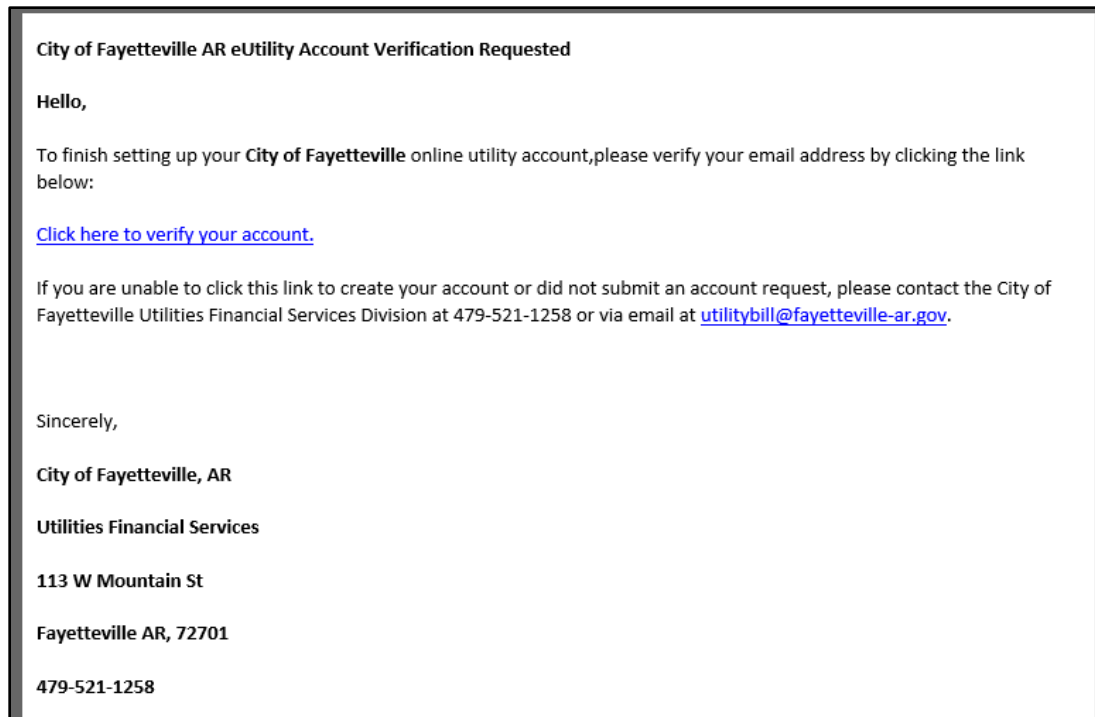 City of Fayetteville AR eUtility Account Verification Requested
Hello,
To finish setting up your City of Fayetteville online utility account,please verify your email address by clicking the link
below:
Click here to verify your account.
If you are unable to click this link to create your account or did not submit an account request, please contact the City of
Fayetteville Utilities Financial Services Division at 479-521-1258 or via email at utilitybill@fayetteville-ar.gov.
Sincerely,
City of Fayetteville, AR
Utilities Financial Services
113 W Mountain St
Fayetteville AR, 72701
479-521-1258